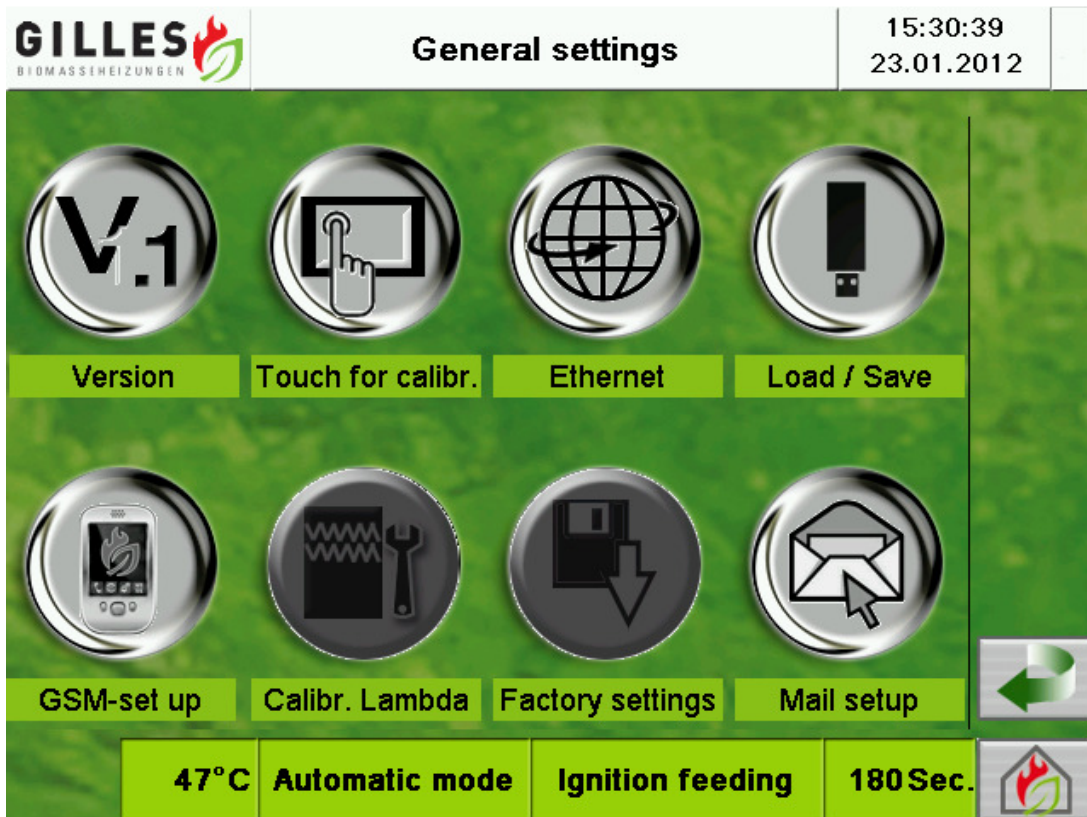 GILLES
BIOMASSEHEIZUNGEN
General settings
15:30:39
23.01.2012
V.1
Version
Touch for calibr.
Ethernet
Load / Save
GSM-set up
Calibr. Lambda
Factory settings
Mail setup
47°C
Automatic mode
Ignition feeding
180 Sec.